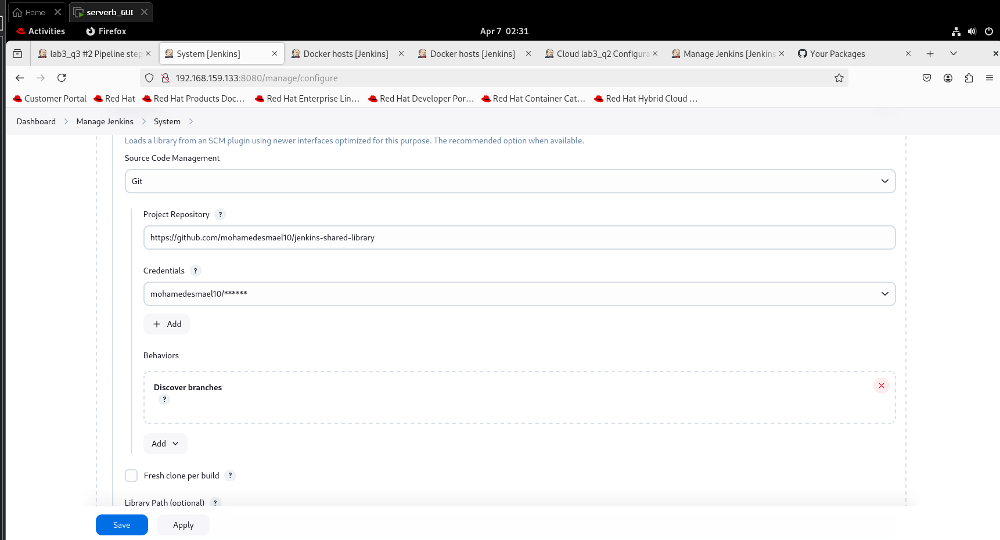 Home
serverb_GUI
Activities
Firefox
Apr 7 02:31
lab3_q3 #2 Pipeline step
System [Jenkins]
Docker hosts [Jenkins]
Docker hosts [Jenkins]
Cloud lab3_q2 Configura
Manage Jenkins [Jenkins
Your Packages
192.168.159.133:8080/manage/configure
Customer Portal
Red Hat
Red Hat Products Doc...
Red Hat Enterprise Lin...
Red Hat Developer Por...
Red Hat Container Cat...
Red Hat Hybrid Cloud ...
Dashboard > Manage Jenkins > System >
Loads a library from an SCM plugin using newer interfaces optimized for this purpose. The recommended option when available.
Source Code Management
Git
Project Repository ?
https://github.com/mohamedesmael10/jenkins-shared-library
Credentials ?
mohamedesmael10/******
+ Add
Behaviors
Discover branches
?
Add
Fresh clone per build ?
Library Path (optional) ?
Save
Apply